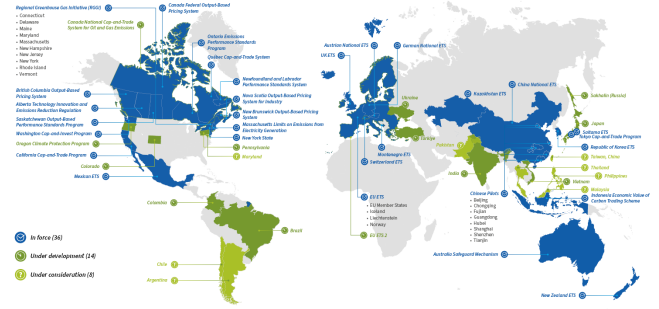 Regional Greenhouse Gas Initiative (RGGI)
• Connecticut
• Delaware
• Maine
• Maryland
• Massachusetts
• New Hampshire
• New Jersey
• New York
• Rhode Island
• Vermont
Canada Federal Output-Based
Pricing System
Canada National Cap-and-Trade
System for Oil and Gas Emissions
Ontario Emissions
Performance Standards
Program
Québec Cap-and-Trade System
Newfoundland and Labrador
Performance Standards System
Nova Scotia Output-Based Pricing
System for Industry
New Brunswick Output-Based Pricing
System
Massachusetts Limits on Emissions from
Electricity Generation
New York State
Pennsylvania
Maryland
British Columbia Output-Based
Pricing System
Alberta Technology Innovation and
Emissions Reduction Regulation
Saskatchewan Output-Based
Performance Standards Program
Washington Cap-and-Invest Program
Oregon Climate Protection Program
California Cap-and-Trade Program
Colorado
Mexican ETS
Colombia
Brazil
Chile
Argentina
In force (36)
Under development (14)
Under consideration (8)
Austrian National ETS
German National ETS
UK ETS
Ukraine
Türkiye
Montenegro ETS
Switzerland ETS
EU ETS
• EU Member States
• Iceland
• Liechtenstein
• Norway
EU ETS 2
Kazakhstan ETS
China National ETS
Pakistan
India
Chinese Pilots
• Beijing
• Chongqing
• Fujian
• Guangdong
• Hubei
• Shanghai
• Shenzhen
• Tianjin
Sakhalin (Russia)
Japan
Saitama ETS
Tokyo Cap-and-Trade Program
Republic of Korea ETS
Taiwan, China
Thailand
Philippines
Vietnam
Malaysia
Indonesia Economic Value of
Carbon Trading Scheme
Australia Safeguard Mechanism
New Zealand ETS